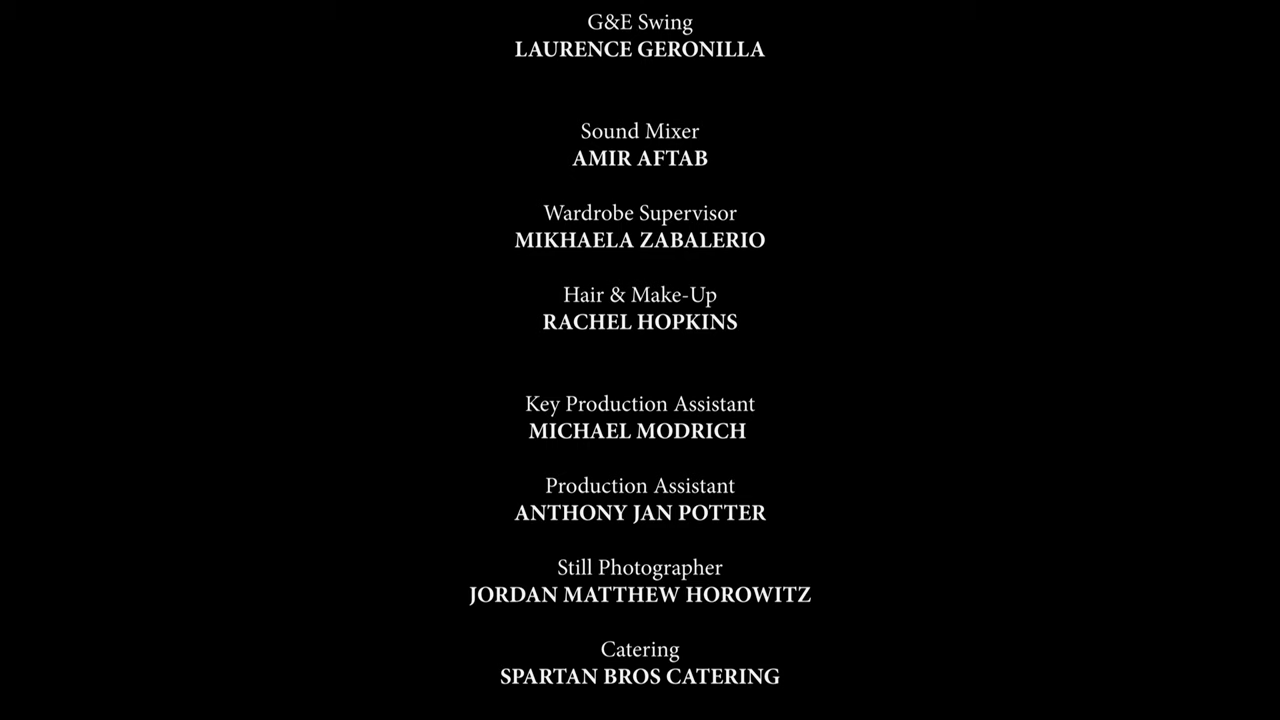 G&E Swing
LAURENCE GERONILLA
Sound Mixer
AMIR AFTAB
Wardrobe Supervisor
MIKHAELA ZABALERIO
Hair & Make-Up
RACHEL HOPKINS
Key Production Assistant
MICHAEL MODRICH
Production Assistant
ANTHONY JAN POTTER
Still Photographer
JORDAN MATTHEW HOROWITZ
Catering
SPARTAN BROS CATERING